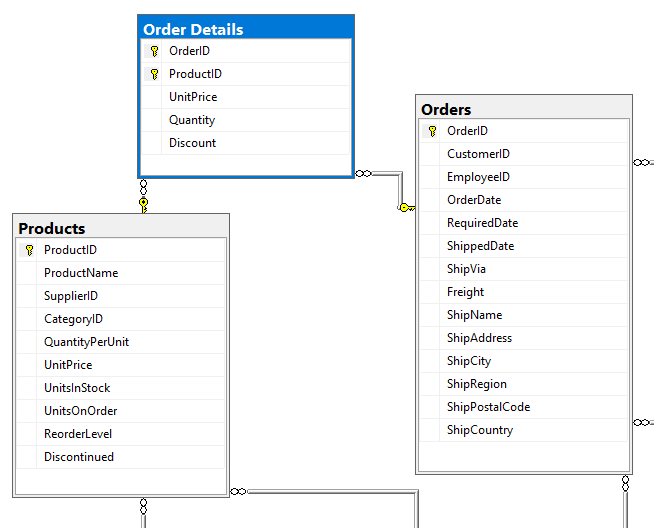 Order Details
OrderID
ProductID
UnitPrice
Quantity
Discount
Orders
OrderID
CustomerID
EmployeeID
OrderDate
RequiredDate
ShippedDate
ShipVia
Freight
ShipName
ShipAddress
ShipCity
ShipRegion
ShipPostalCode
ShipCountry
Products
ProductID
ProductName
SupplierID
CategoryID
QuantityPerUnit
UnitPrice
UnitsInStock
UnitsOnOrder
ReorderLevel
Discontinued